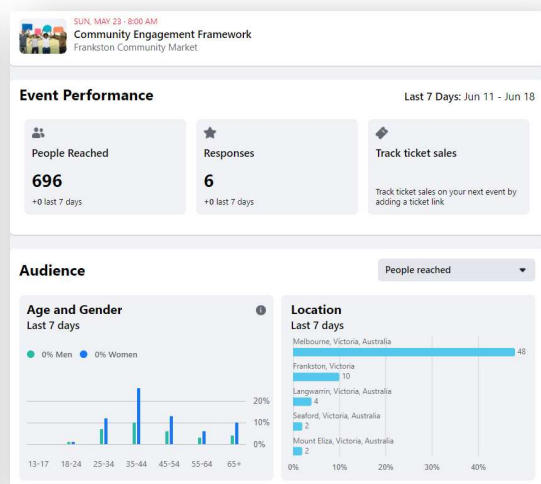 SUN, MAY 23 · 8:00 AM
Community Engagement Framework
Frankston Community Market
Event Performance
Last 7 Days: Jun 11 - Jun 18
People Reached
696
+0 last 7 days
Responses
6
+0 last 7 days
Track ticket sales
Track ticket sales on your next event by
adding a ticket link
Audience
People reached
Age and Gender
Last 7 days
0% Men 0% Women
20%
10%
0%
13-17 18-24 25-34 35-44 45-54 55-64 65+
Location
Last 7 days
Melbourne, Victoria, Australia
48
Frankston, Victoria
10
Langwarrin, Victoria, Australia
4
Seaford, Victoria, Australia
2
Mount Eliza, Victoria, Australia
2
0% 10% 20% 30% 40%